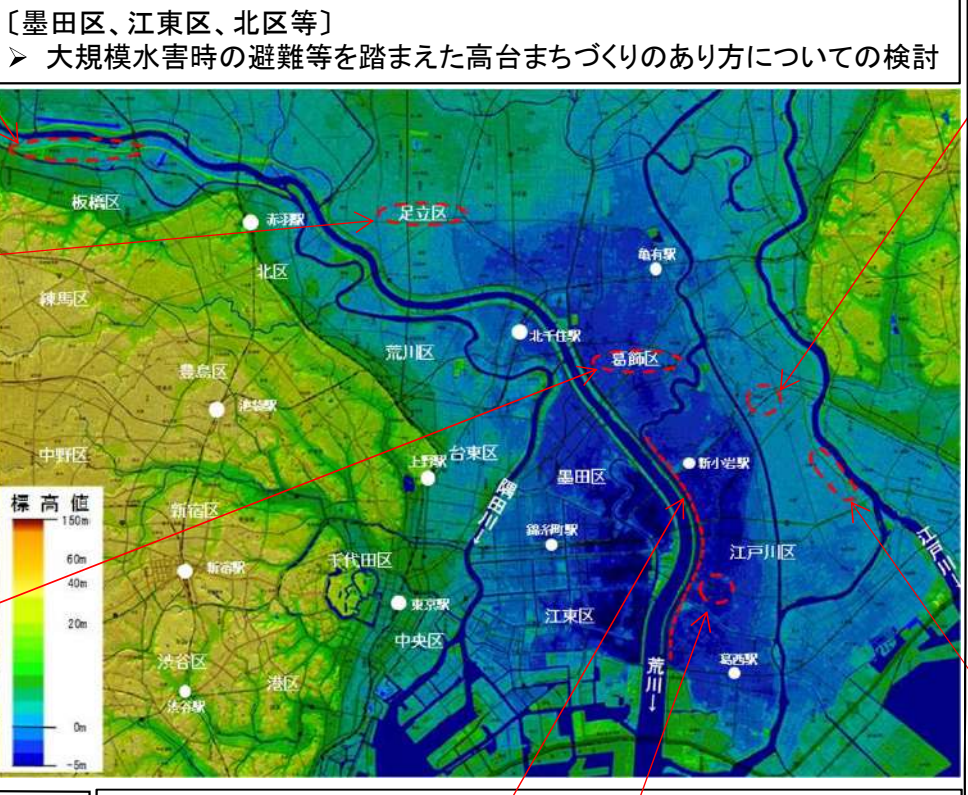 〔墨田区、江東区、北区等〕
➢ 大規模水害時の避難等を踏まえた高台まちづくりのあり方についての検討
板橋区
赤羽駅
足立区
北区
亀有駅
練馬区
北千住駅
荒川区
葛飾区
豊島区
池袋駅
中野区
上野駅
台東区
墨田区
新小岩駅
標高値
150m
60m
40m
20m
0m
-5m
新宿区
隅田川→
錦糸町駅
江戸川区
江戸川→
千代田区
新宿駅
東京駅
江東区
中央区
渋谷区
港区
荒川→
葛西駅
渋谷駅